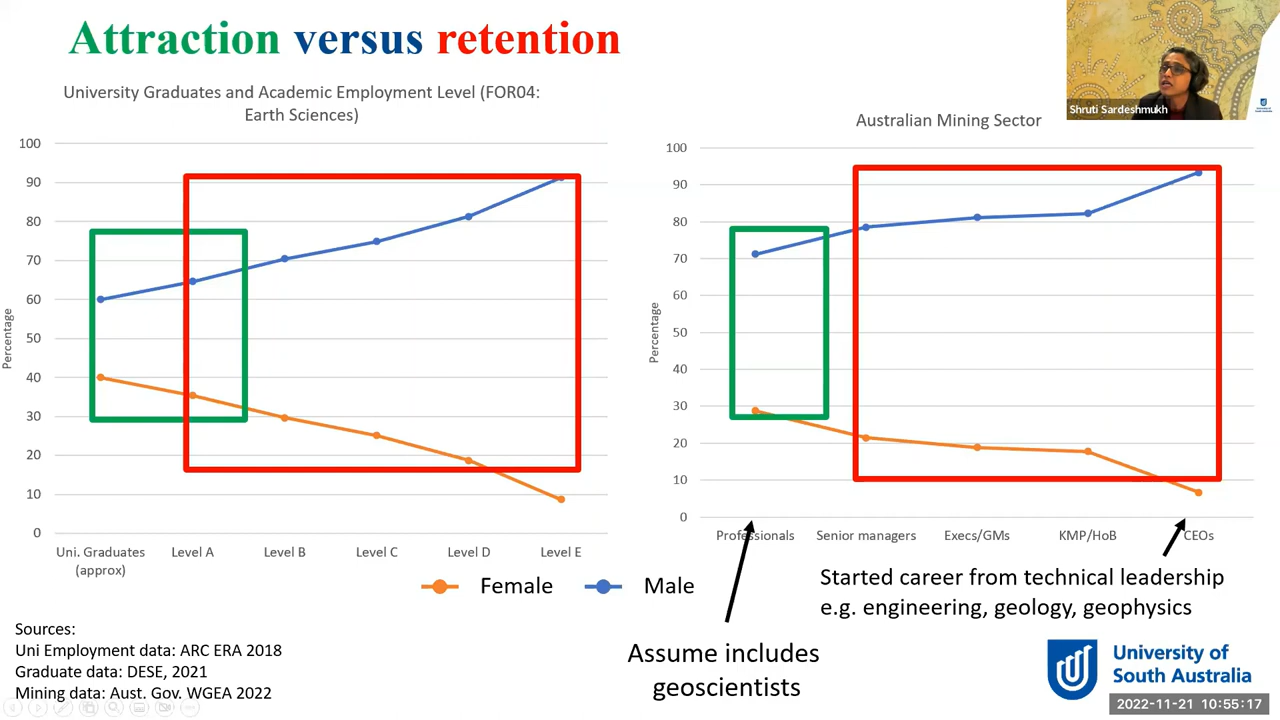 Attraction versus retention
University Graduates and Academic Employment Level (FOR04:
Earth Sciences)
100
90
80
70
60
50
40
30
20
10
0
Percentage
Uni. Graduates
(approx)
Level A
Level B
Level C
Level D
Level E
Australian Mining Sector
100
90
80
70
60
50
40
30
20
10
0
Percentage
Professionals
Senior managers
Execs/GMs
KMP/HoB
CEOs
Female
Male
Started career from technical leadership
e.g. engineering, geology, geophysics
Assume includes
geoscientists
Sources:
Uni Employment data: ARC ERA 2018
Graduate data: DESE, 2021
Mining data: Aust. Gov. WGEA 2022
Shruti Sardeshmukh
University of
South Australia
2022-11-21 10:55:17